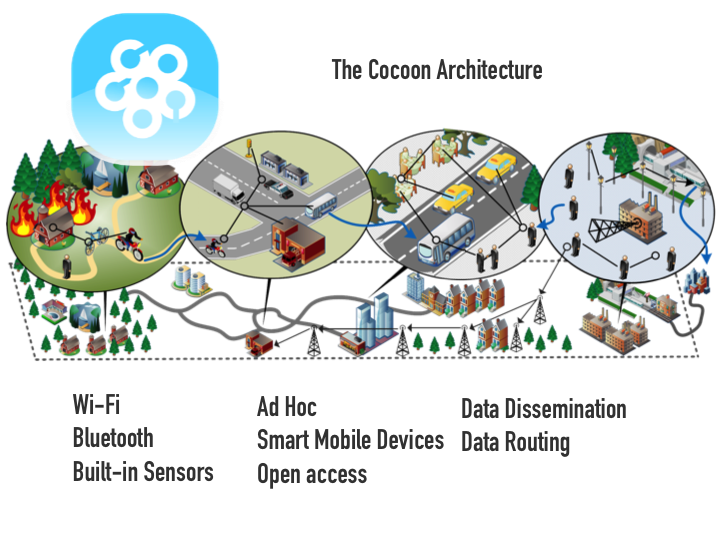 The Cocoon Architecture
Wi-Fi
Bluetooth
Built-in Sensors
Ad Hoc
Smart Mobile Devices
Open access
Data Dissemination
Data Routing